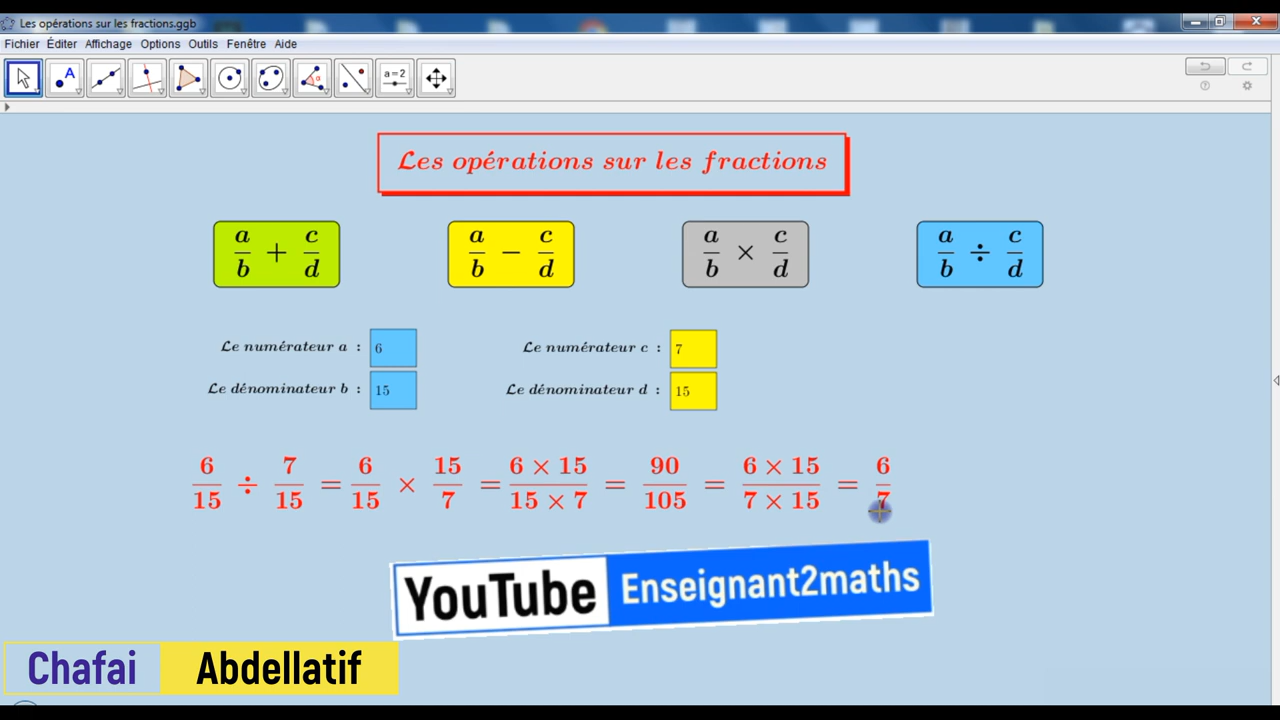 Les opérations sur les fractions.ggb
Fichier Éditer Affichage Options Outils Fenêtre Aide
A α a = 2
Les opérations sur les fractions
a/b + c/d a/b − c/d a/b × c/d a/b ÷ c/d
Le numérateur a : 6 Le numérateur c : 7
Le dénominateur b : 15 Le dénominateur d : 15
6/15 ÷ 7/15 = 6/15 × 15/7 = 6 × 15/15 × 7 = 90/105 = 6 × 15/7 × 15 = 6/7
YouTube Enseignant2maths
Chafai Abdellatif